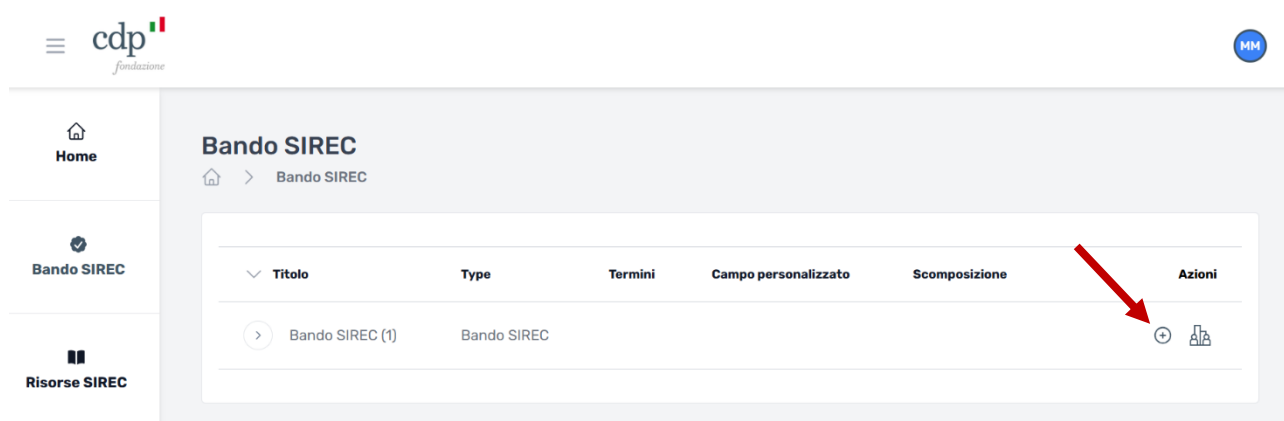 cdp
fondazione
MM
Home
Bando SIREC
Bando SIREC
Bando SIREC
Titolo Type Termini Campo personalizzato Scomposizione Azioni
Bando SIREC (1) Bando SIREC
Risorse SIREC